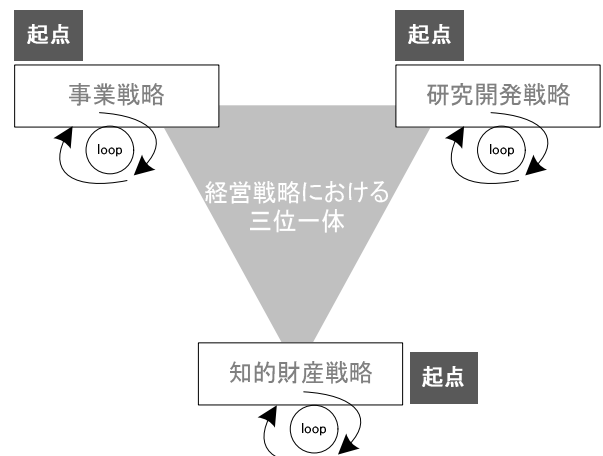 起点
起点
事業戦略
研究開発戦略
loop
loop
経営戦略における
三位一体
知的財産戦略
起点
loop